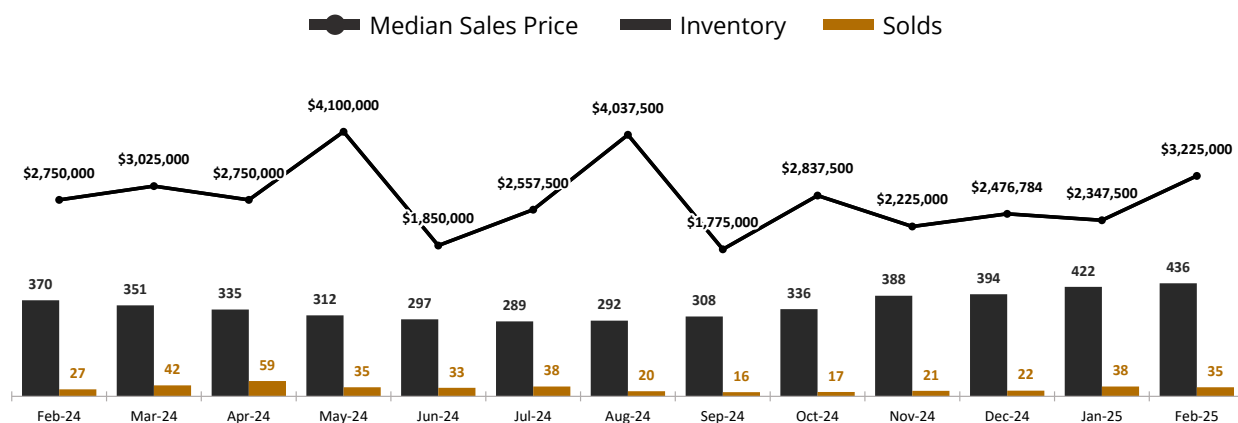 Median Sales Price Inventory Solds
$4,100,000 $4,037,500
$3,225,000
$2,750,000 $3,025,000 $2,750,000 $2,557,500 $2,837,500
$1,850,000 $1,775,000 $2,225,000 $2,476,784 $2,347,500
370 351 335 312 297 289 292 308 336 388 394 422 436
27 42 59 35 33 38 20 16 17 21 22 38 35
Feb-24 Mar-24 Apr-24 May-24 Jun-24 Jul-24 Aug-24 Sep-24 Oct-24 Nov-24 Dec-24 Jan-25 Feb-25